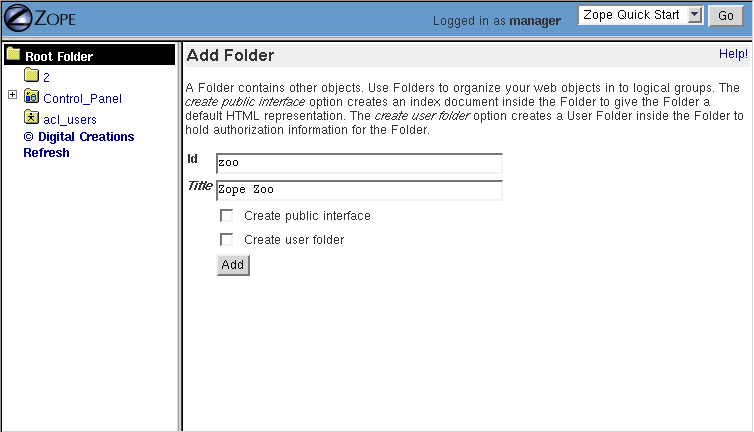 ZOPE
Logged in as manager
Zope Quick Start
Go
Root Folder
2
Control_Panel
acl_users
© Digital Creations
Refresh
Add Folder
Help!
A Folder contains other objects. Use Folders to organize your web objects in to logical groups. The
create public interface option creates an index document inside the Folder to give the Folder a
default HTML representation. The create user folder option creates a User Folder inside the Folder to
hold authorization information for the Folder.
Id
zoo
Title
Zope Zoo
Create public interface
Create user folder
Add